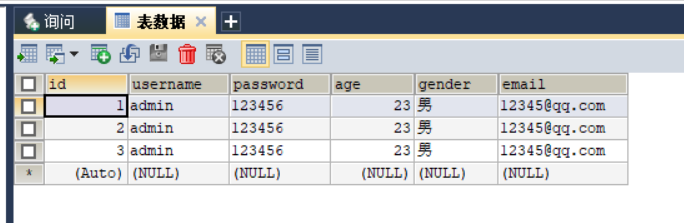 询问 表数据
id username password age gender email
1 admin 123456 23 男 12345@qq.com
2 admin 123456 23 男 12345@qq.com
3 admin 123456 23 男 12345@qq.com
* (Auto) (NULL) (NULL) (NULL) (NULL) (NULL)